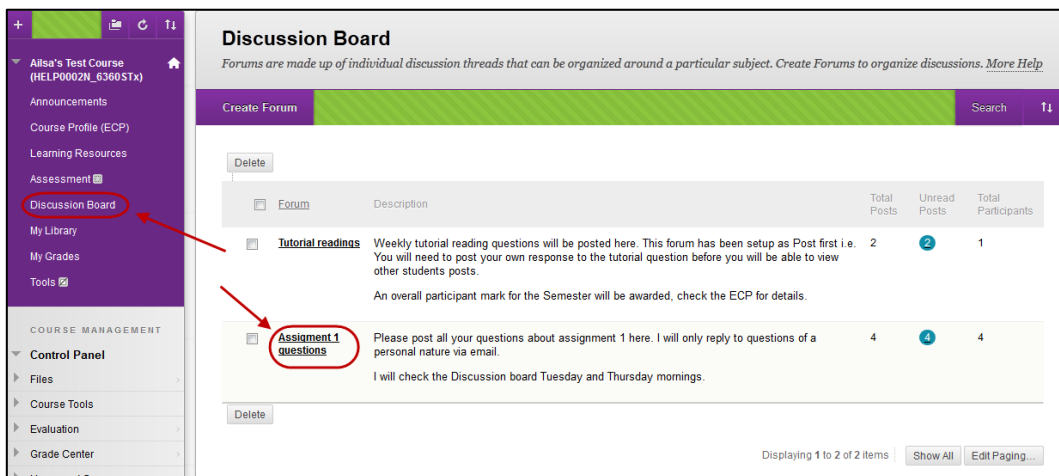 +
Ailsa's Test Course
(HELP0002N_6360STx)
Announcements
Course Profile (ECP)
Learning Resources
Assessment
Discussion Board
My Library
My Grades
Tools
COURSE MANAGEMENT
Control Panel
Files
Course Tools
Evaluation
Grade Center
Discussion Board
Forums are made up of individual discussion threads that can be organized around a particular subject. Create Forums to organize discussions. More Help
Create Forum
Search
Delete
Forum Description Total Unread Total
Posts Posts Participants
Tutorial readings Weekly tutorial reading questions will be posted here. This forum has been setup as Post first i.e. 2 2 1
You will need to post your own response to the tutorial question before you will be able to view
other students posts.
An overall participant mark for the Semester will be awarded, check the ECP for details.
Assigment 1 Please post all your questions about assignment 1 here. I will only reply to questions of a 4 4 4
questions personal nature via email.
I will check the Discussion board Tuesday and Thursday mornings.
Delete
Displaying 1 to 2 of 2 items Show All Edit Paging...